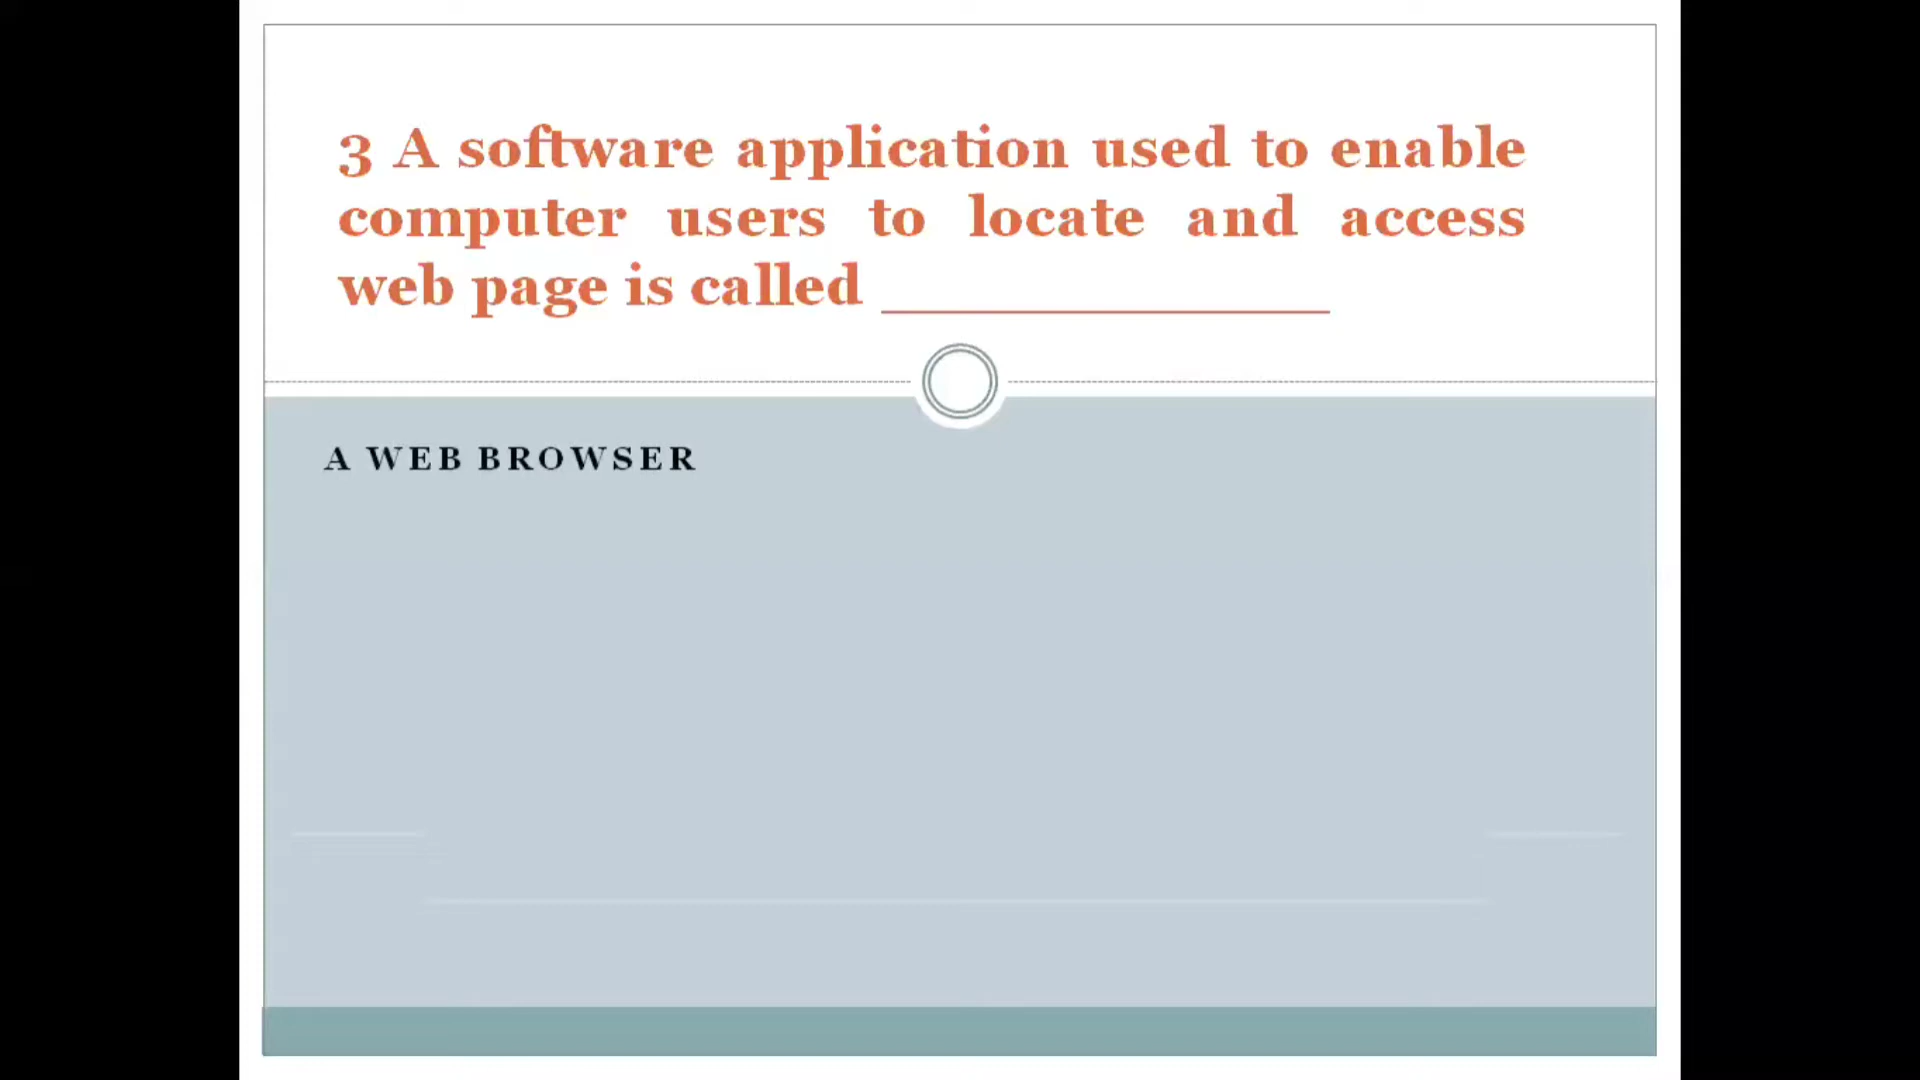 3 A software application used to enable
computer users to locate and access
web page is called _______________
A WEB BROWSER